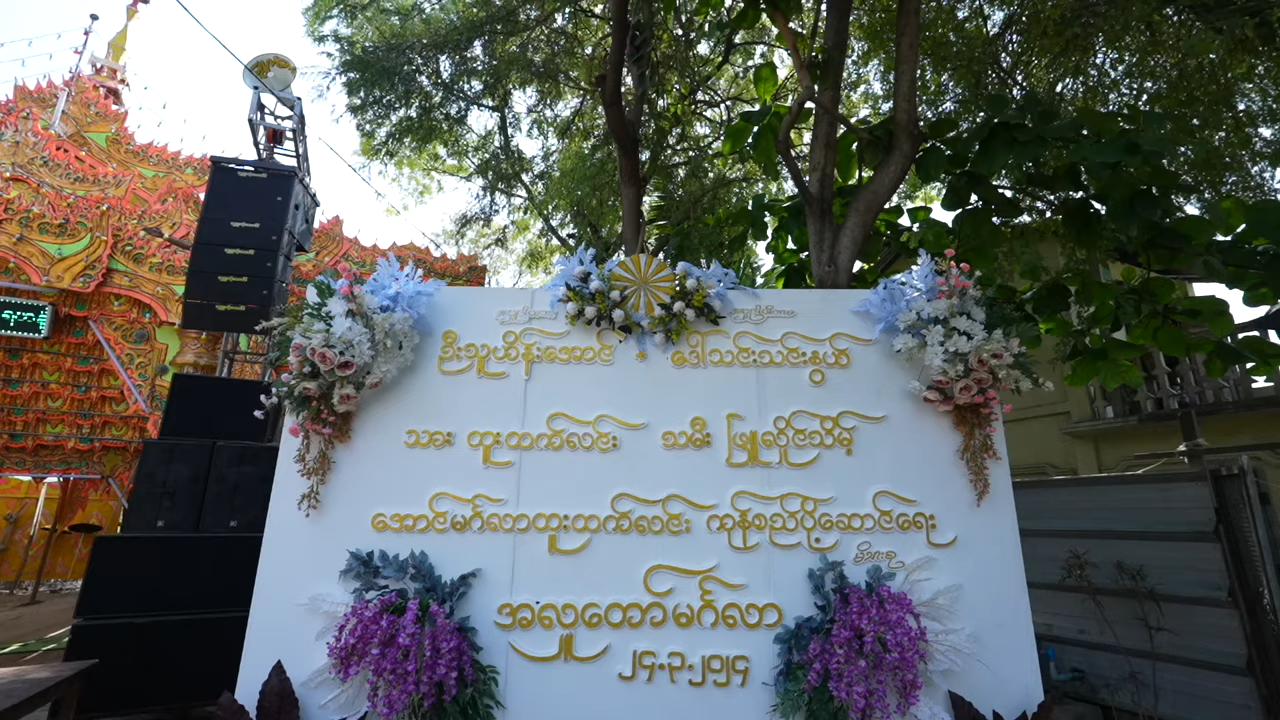 ဦးသူဟိန်းအောင် + ဒေါ်သင်းသင်းနွယ်
သား ထူးထက်လင်း သမီး ဖြူလှိုင်သိမ့်
အောင်မင်္ဂလာထူးထက်လင်း ကုန်စည်ပို့ဆောင်ရေး
မိသားစု
အလှူတော်မင်္ဂလာ
၂၄.၃.၂၀၂၄